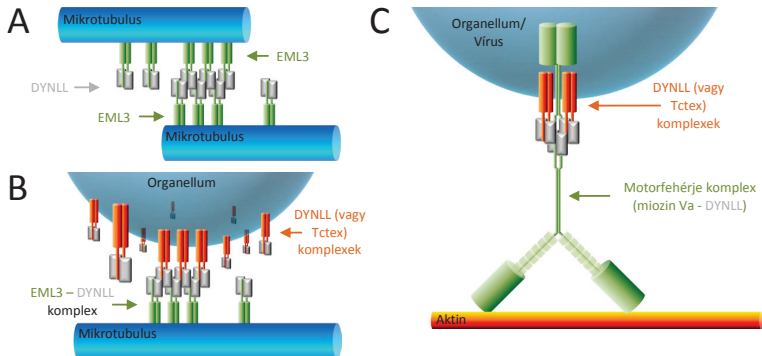 A
Mikrotubulus
EML3
DYNLL
EML3
Mikrotubulus
B
Organellum
DYNLL (vagy
Tctex)
komplexek
EML3 – DYNLL
komplex
Mikrotubulus
C
Organellum/
Vírus
DYNLL (vagy
Tctex)
komplexek
Motorfehérje komplex
(miozin Va - DYNLL)
Aktin